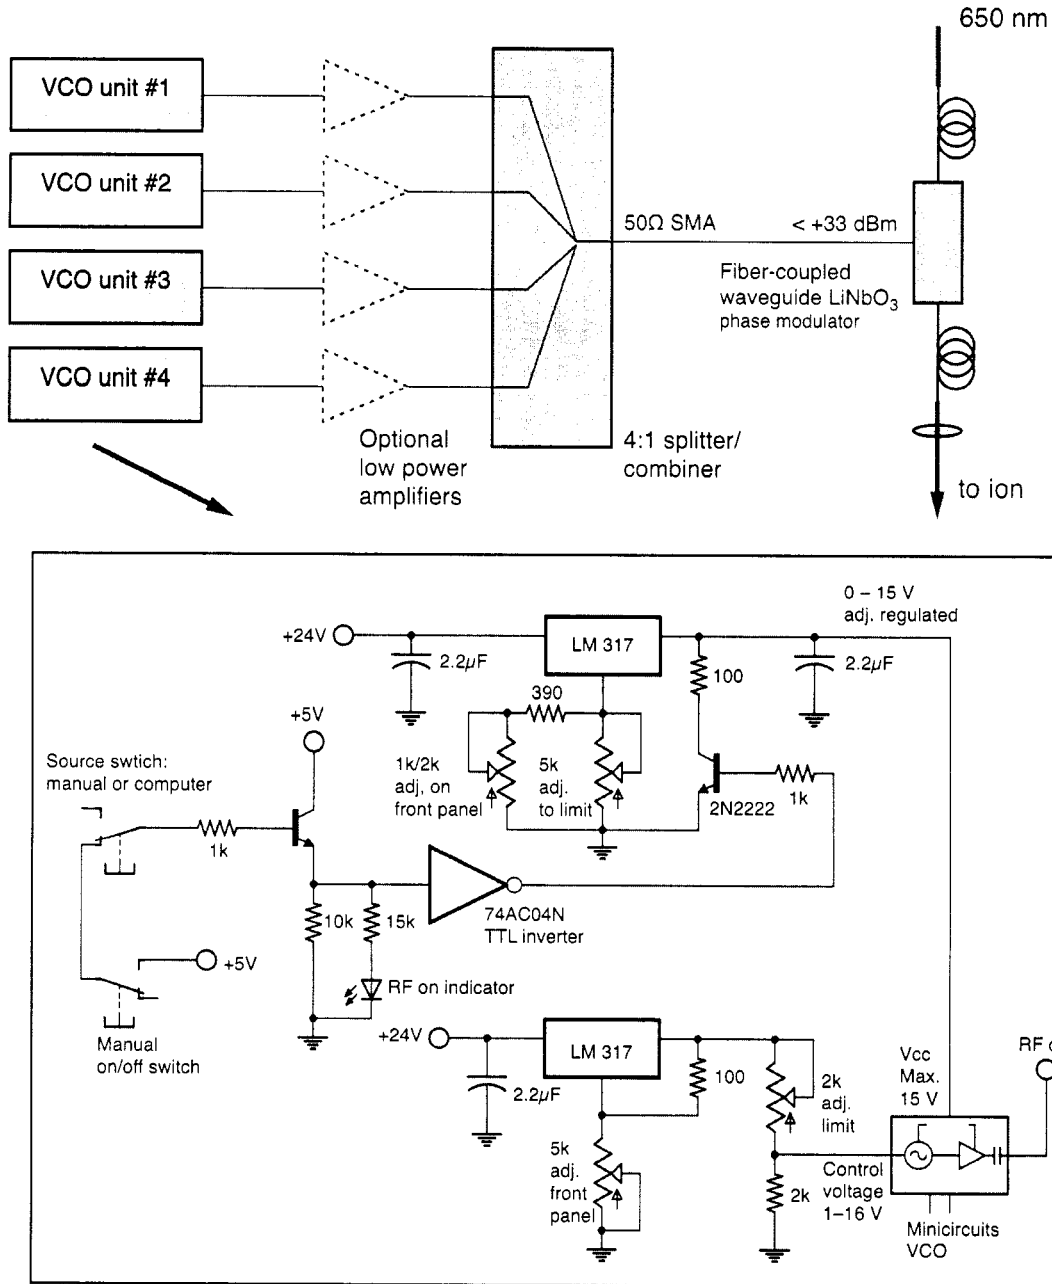 650 nm
VCO unit #1
VCO unit #2
VCO unit #3
VCO unit #4
50Ω SMA
< +33 dBm
Fiber-coupled
waveguide LiNbO3
phase modulator
Optional
low power
amplifiers
4:1 splitter/
combiner
to ion
0 – 15 V
adj. regulated
+24V
LM 317
2.2µF
100
2.2µF
390
+5V
Source swtich:
manual or computer
1k/2k
adj, on
front panel
5k
adj.
to limit
2N2222
1k
1k
10k
15k
74AC04N
TTL inverter
+5V
RF on indicator
Manual
on/off switch
+24V
LM 317
2.2µF
100
2k
adj.
limit
Vcc
Max.
15 V
RF
5k
adj.
front
panel
2k
Control
voltage
1–16 V
Minicircuits
VCO